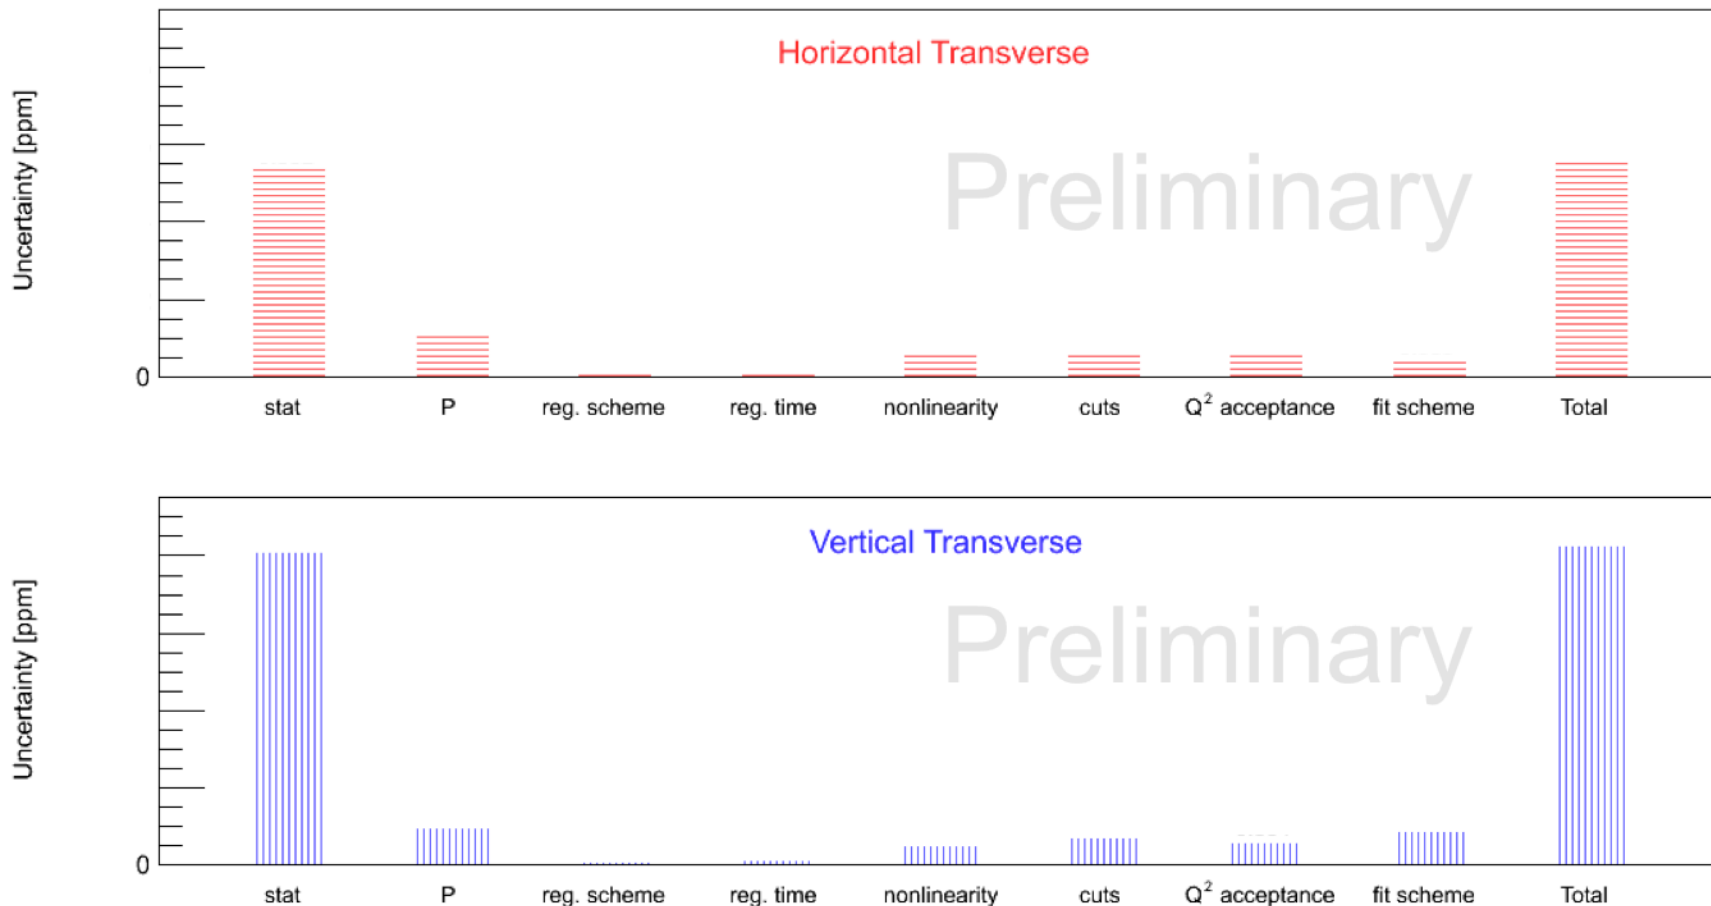 Horizontal Transverse
Uncertainty [ppm]
Preliminary
0
stat P reg. scheme reg. time nonlinearity cuts Q² acceptance fit scheme Total
Vertical Transverse
Uncertainty [ppm]
Preliminary
0
stat P reg. scheme reg. time nonlinearity cuts Q² acceptance fit scheme Total